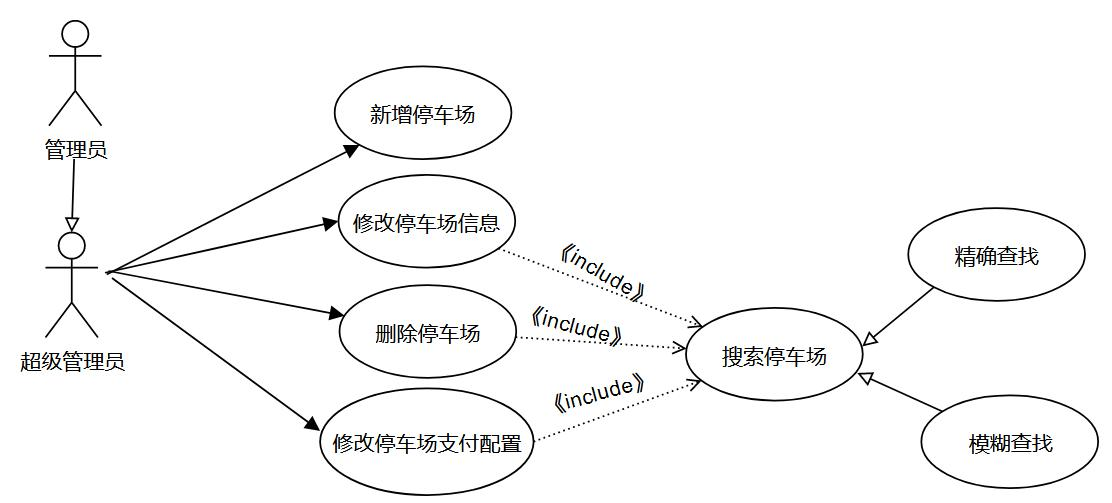 管理员
超级管理员
新增停车场
修改停车场信息
删除停车场
修改停车场支付配置
《include》
《include》
《include》
搜索停车场
精确查找
模糊查找